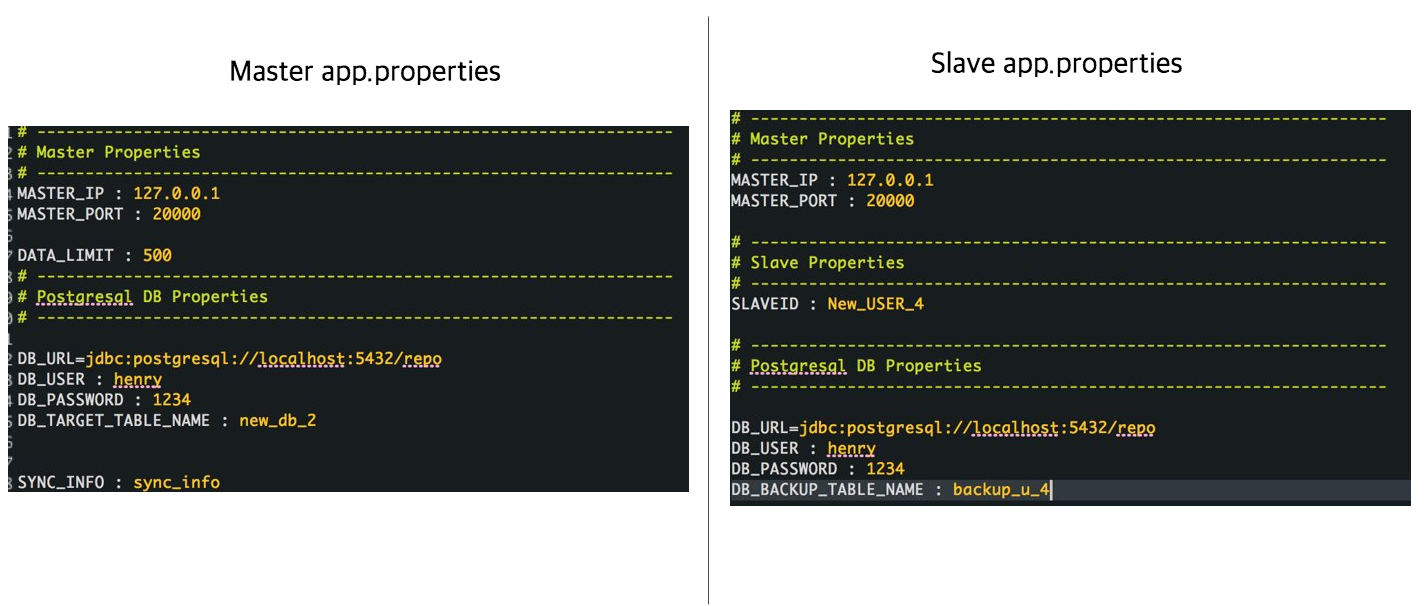 Master app.properties
# ------------------------------------------------------------------
# Master Properties
# ------------------------------------------------------------------
MASTER_IP : 127.0.0.1
MASTER_PORT : 20000
DATA_LIMIT : 500
# ------------------------------------------------------------------
# Postgresql DB Properties
# ------------------------------------------------------------------
DB_URL=jdbc:postgresql://localhost:5432/repo
DB_USER : henry
DB_PASSWORD : 1234
DB_TARGET_TABLE_NAME : new_db_2
SYNC_INFO : sync_info
Slave app.properties
# ------------------------------------------------------------------
# Master Properties
# ------------------------------------------------------------------
MASTER_IP : 127.0.0.1
MASTER_PORT : 20000
# ------------------------------------------------------------------
# Slave Properties
# ------------------------------------------------------------------
SLAVEID : New_USER_4
# ------------------------------------------------------------------
# Postgresql DB Properties
# ------------------------------------------------------------------
DB_URL=jdbc:postgresql://localhost:5432/repo
DB_USER : henry
DB_PASSWORD : 1234
DB_BACKUP_TABLE_NAME : backup_u_4